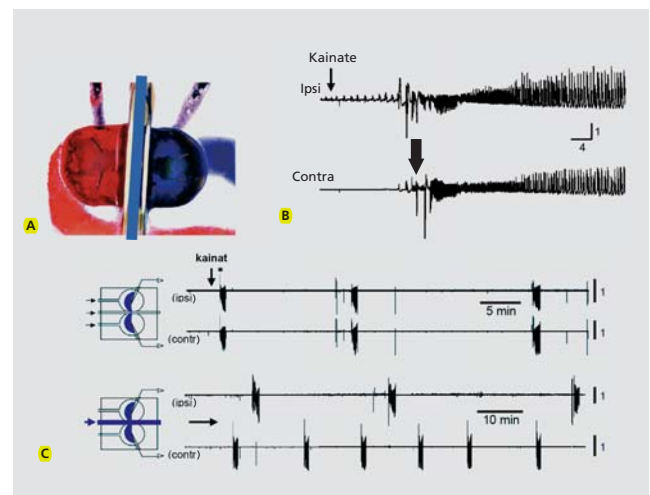 Kainate
Ipsi
1
4
Contra
A
B
kainat
*
(ipsi)
1
5 min
(contr)
1
(ipsi)
1
10 min
(contr)
1
C